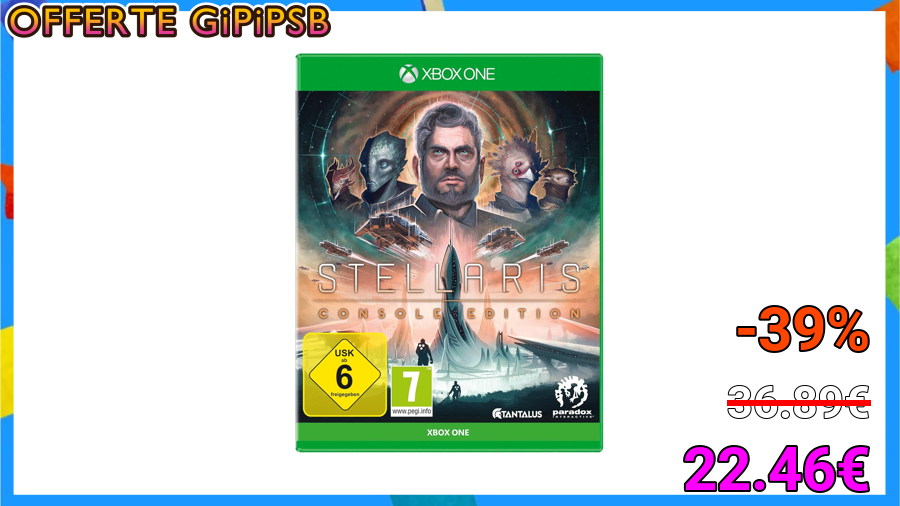 OFFERTE GiPiPSB
XBOX ONE
STELLARIS
CONSOLE EDITION
USK
ab
6
freigegeben
7
www.pegi.info
TANTALUS
paradox
INTERACTIVE
XBOX ONE
-39%
36.89€
22.46€